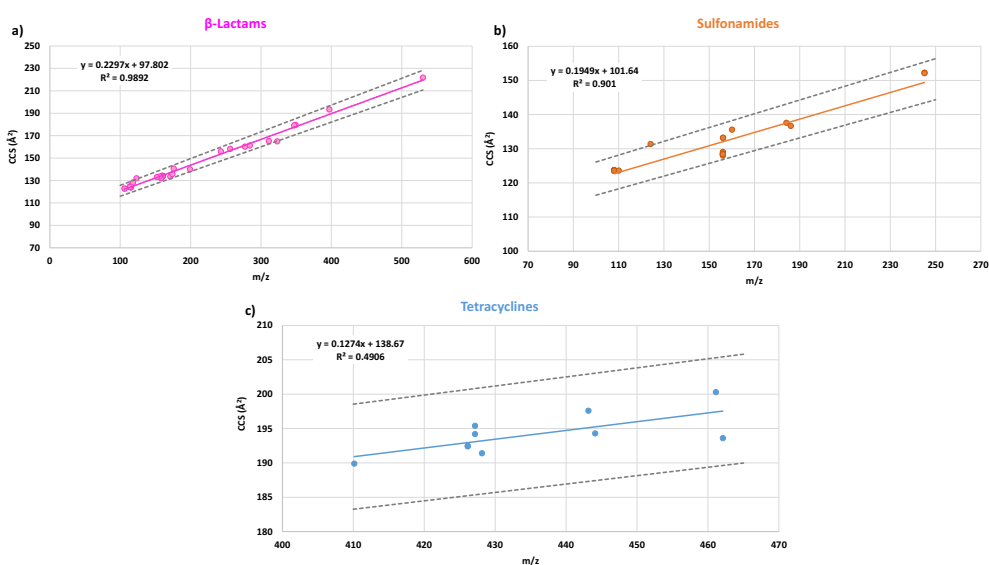 β-Lactams
a)
y = 0.2297x + 97.802
R² = 0.9892
CCS (Å²)
250
230
210
190
170
150
130
110
90
70
0 100 200 300 400 500 600
m/z
Sulfonamides
b)
y = 0.1949x + 101.64
R² = 0.901
CCS (Å²)
160
150
140
130
120
110
100
70 90 110 130 150 170 190 210 230 250 270
m/z
Tetracyclines
c)
y = 0.1274x + 138.67
R² = 0.4906
CCS (Å²)
210
205
200
195
190
185
180
400 410 420 430 440 450 460 470
m/z